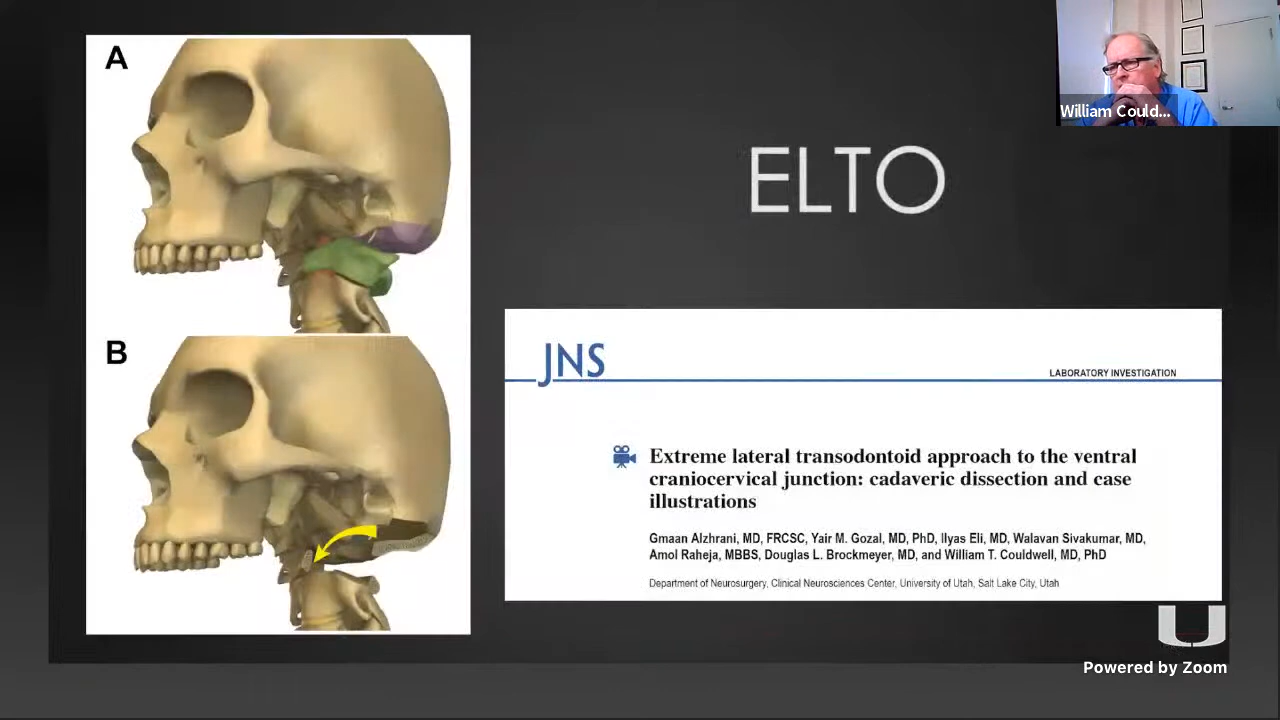 A
B
William Could...
ELTO
JNS
LABORATORY INVESTIGATION
Extreme lateral transodontoid approach to the ventral
craniocervical junction: cadaveric dissection and case
illustrations
Gmaan Alzhrani, MD, FRCSC, Yair M. Gozal, MD, PhD, Ilyas Eli, MD, Walavan Sivakumar, MD,
Amol Raheja, MBBS, Douglas L. Brockmeyer, MD, and William T. Couldwell, MD, PhD
Department of Neurosurgery, Clinical Neurosciences Center, University of Utah, Salt Lake City, Utah
U
Powered by Zoom